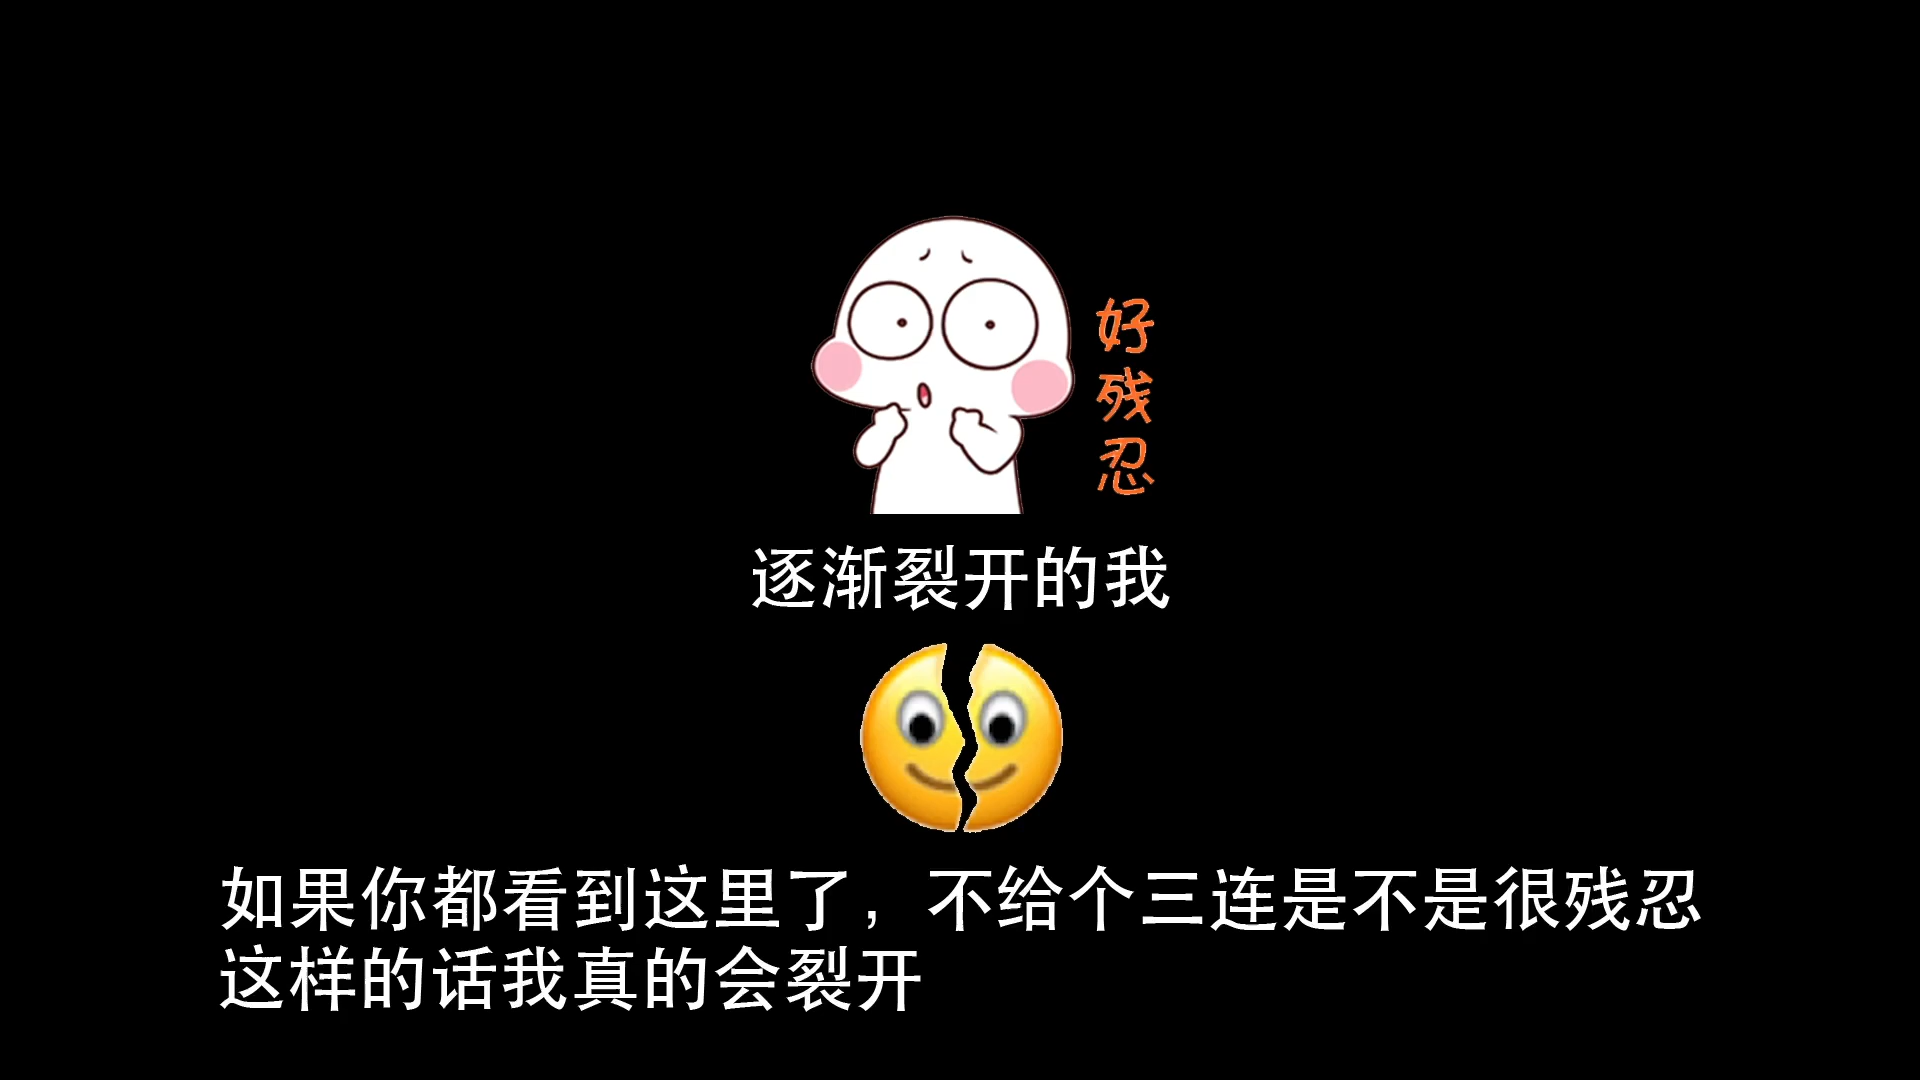 好残忍
逐渐裂开的我
如果你都看到这里了，不给个三连是不是很残忍
这样的话我真的会裂开